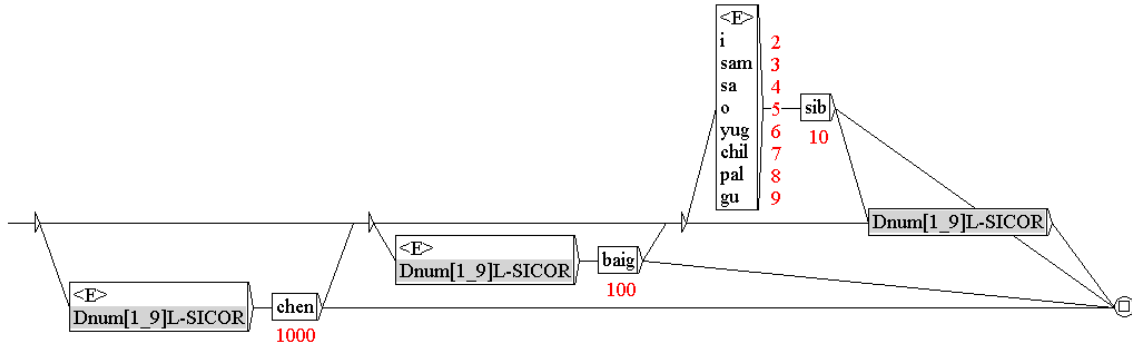 <E>
i 2
sam 3
sa 4
o 5 sib
yug 6 10
chil 7
pal 8
gu 9
Dnum[1_9]L-SICOR
<E>
Dnum[1_9]L-SICOR baig
100
<E>
Dnum[1_9]L-SICOR chen
1000